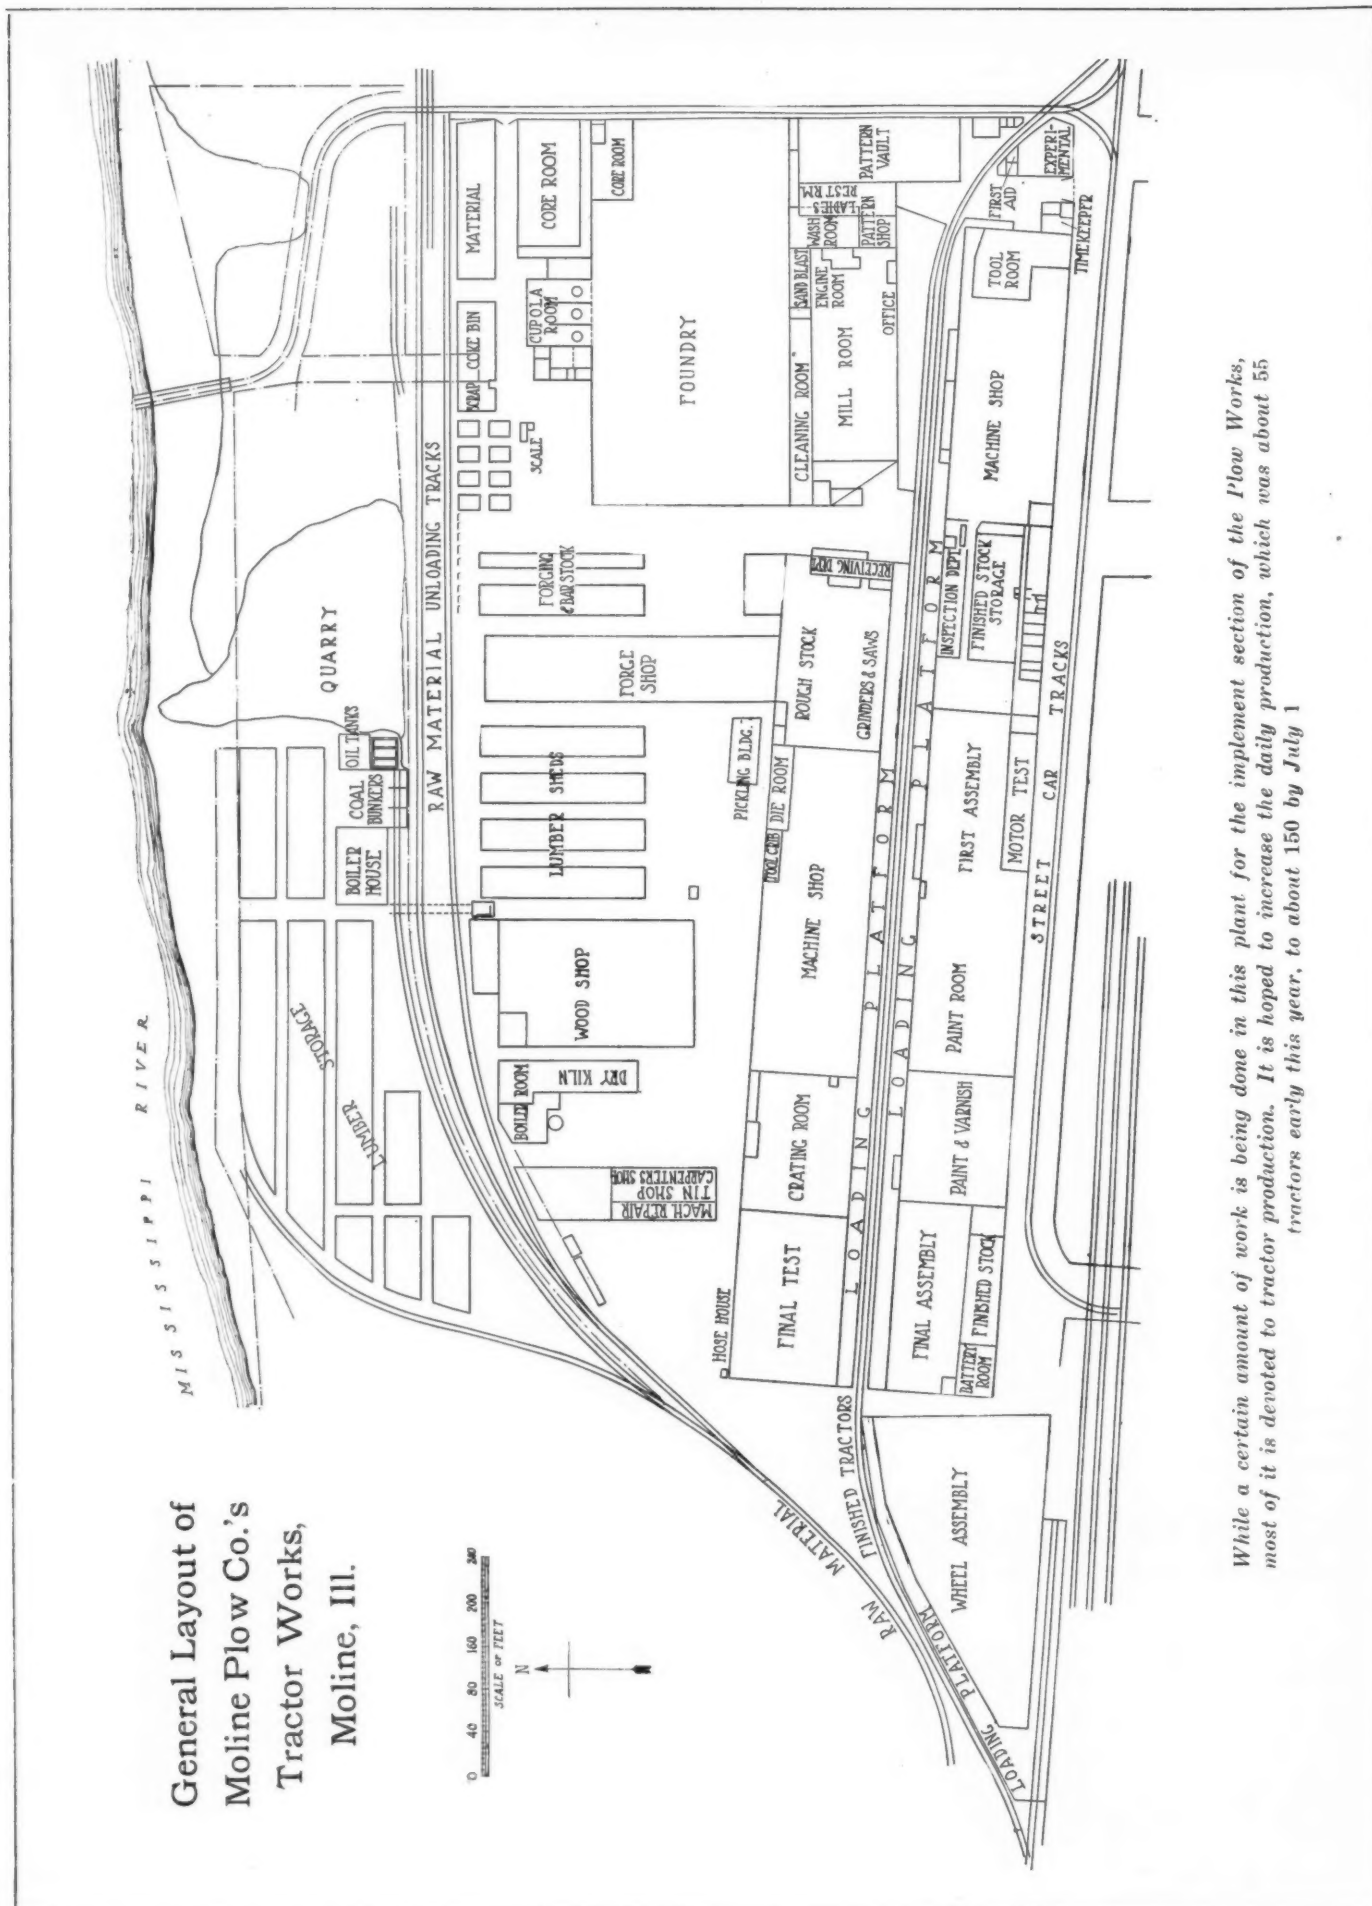 General Layout of
Moline Plow Co.'s
Tractor Works,
Moline, Ill.
0 40 80 160 200 240
SCALE OF FEET
N
MISSISSIPPI RIVER
LUMBER
STORAGE
BOILER
HOUSE
COAL
BUNKERS
OIL TANKS
QUARRY
RAW MATERIAL UNLOADING TRACKS
SCRAP
COKE BIN
MATERIAL
SCALE
CUPOLA
ROOM
CORE ROOM
CORE ROOM
MACH. REPAIR
TIN SHOP
CARPENTERS SHOP
BOILER ROOM
DRY KILN
WOOD SHOP
LUMBER SHEDS
FORGE
SHOP
FORGING
& BAR STOCK
FOUNDRY
HOSE HOUSE
FINAL TEST
CRATING ROOM
MACHINE SHOP
TOOL CRIB
DIE ROOM
PICKLING BLDG.
ROUGH STOCK
GRINDERS & SAWS
RECEIVING DEPT.
CLEANING ROOM
SAND BLAST
MILL ROOM
ENGINE
ROOM
OFFICE
WASH
ROOM
LADIES
REST RM.
PATTERN
SHOP
PATTERN
VAULT
RAW MATERIAL
FINISHED TRACTORS
LOADING PLATFORM
LOADING PLATFORM
LOADING PLATFORM
WHEEL ASSEMBLY
FINAL ASSEMBLY
BATTERY
ROOM
FINISHED STOCK
PAINT & VARNISH
PAINT ROOM
FIRST ASSEMBLY
MOTOR TEST
INSPECTION DEPT.
FINISHED STOCK
STORAGE
MACHINE SHOP
TOOL
ROOM
FIRST
AID
EXPERI-
MENTAL
TIMEKEEPER
STREET CAR TRACKS
While a certain amount of work is being done in this plant for the implement section of the Plow Works,
most of it is devoted to tractor production. It is hoped to increase the daily production, which was about 55
tractors early this year, to about 150 by July 1